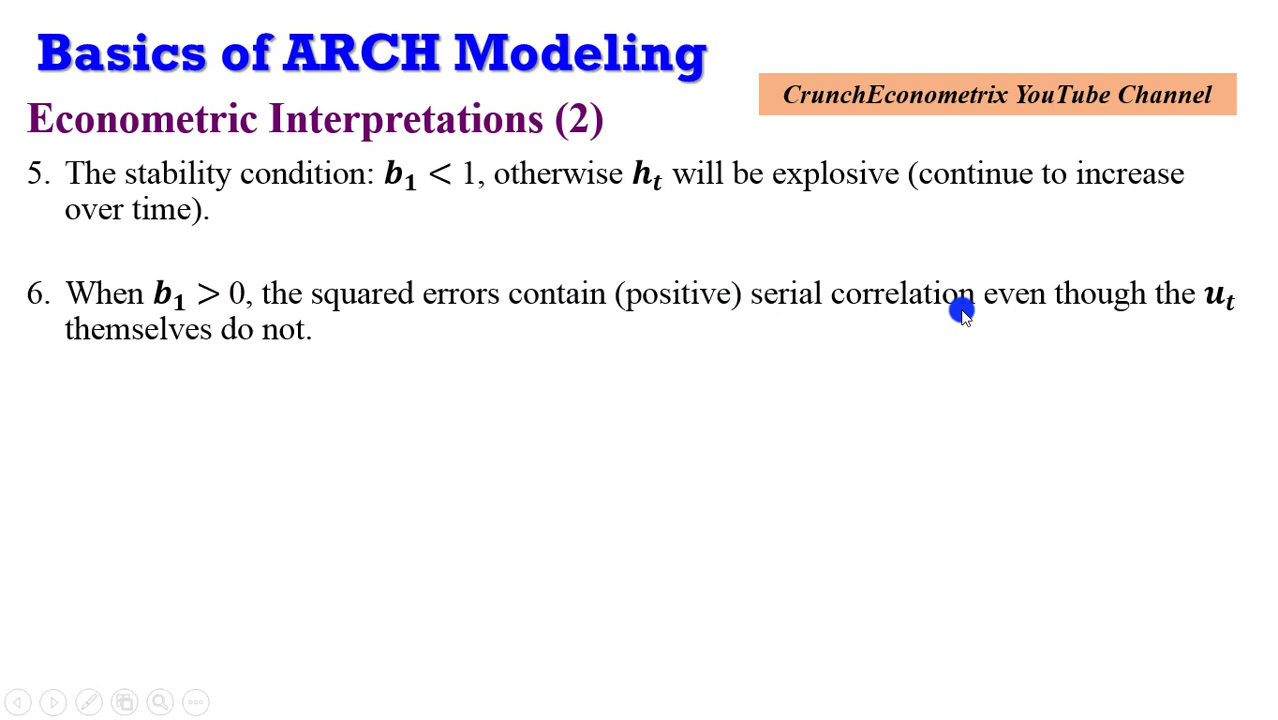 Basics of ARCH Modeling
CrunchEconometrix YouTube Channel
Econometric Interpretations (2)
5. The stability condition: b₁ < 1, otherwise hₜ will be explosive (continue to increase
over time).
6. When b₁ > 0, the squared errors contain (positive) serial correlation even though the uₜ
themselves do not.